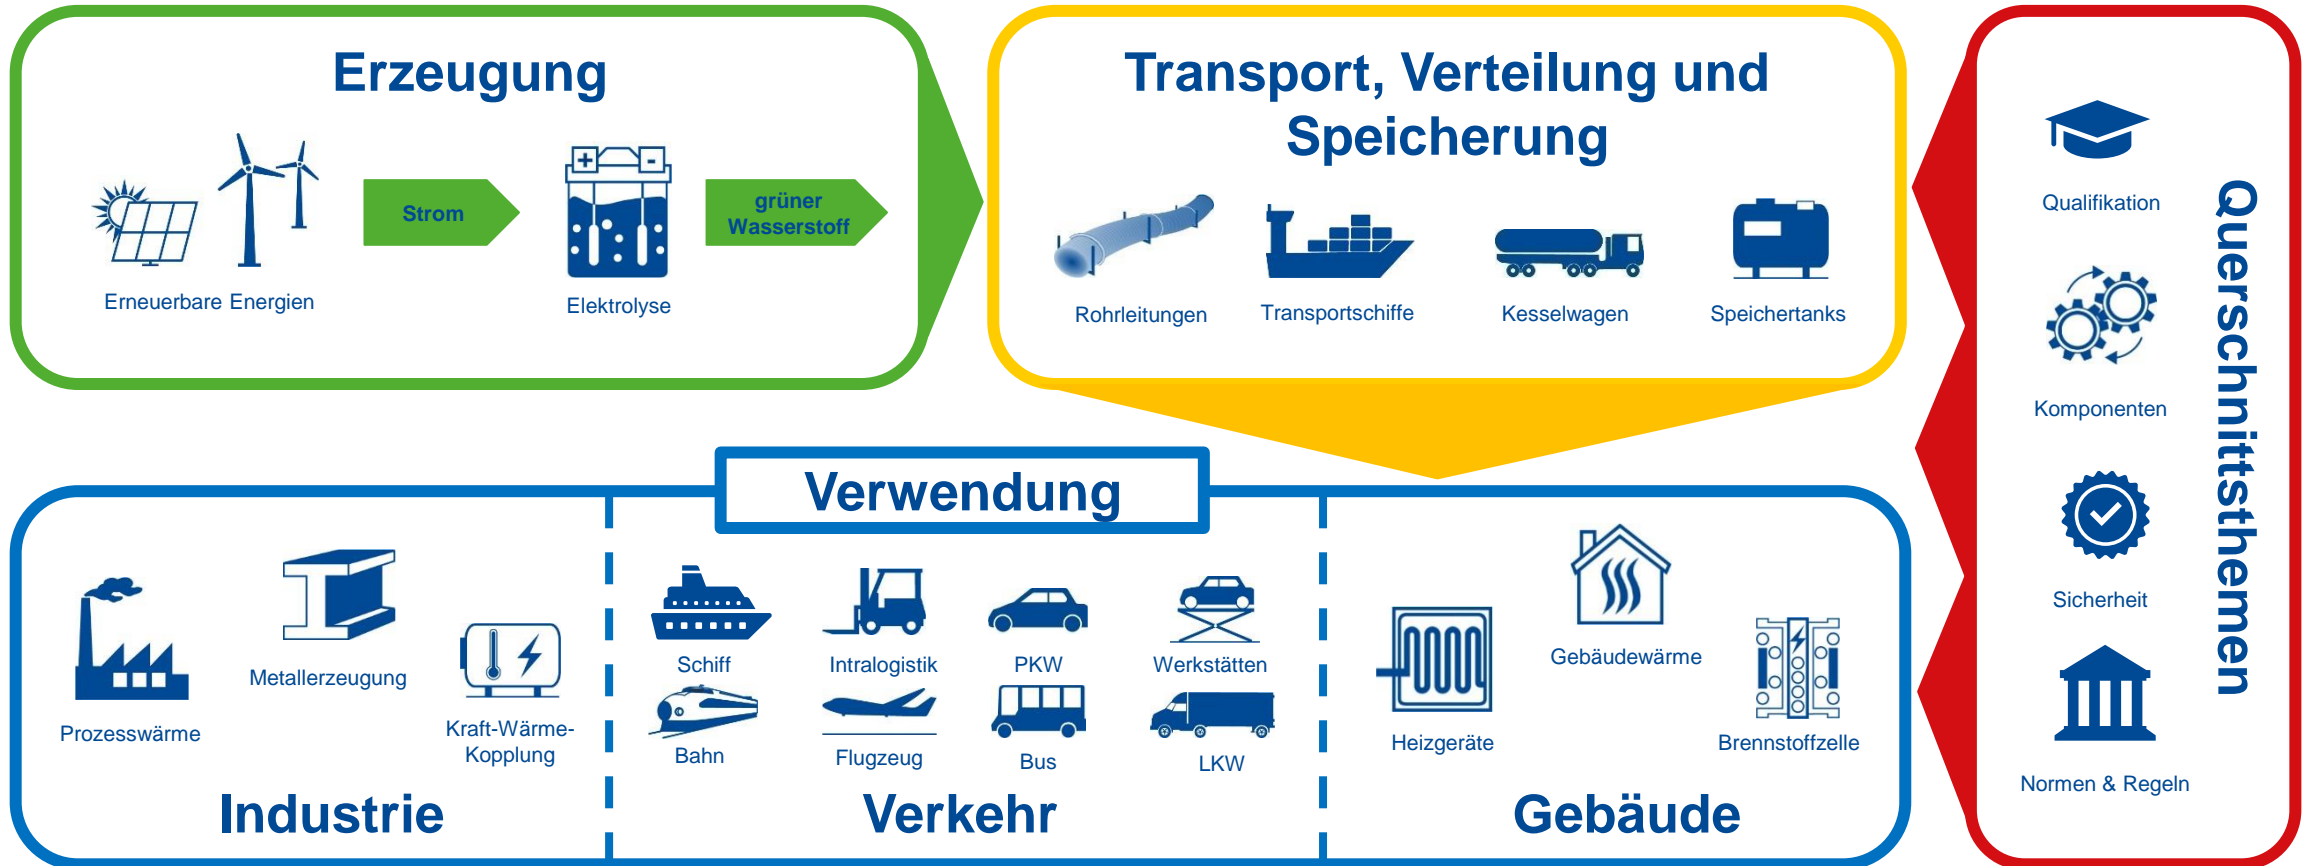 Erzeugung
Erneuerbare Energien
Strom
+
-
Elektrolyse
grüner
Wasserstoff
Transport, Verteilung und
Speicherung
Rohrleitungen
Transportschiffe
Kesselwagen
Speichertanks
Verwendung
Prozesswärme
Metallerzeugung
Kraft-Wärme-
Kopplung
Industrie
Schiff
Intralogistik
PKW
Werkstätten
Bahn
Flugzeug
Bus
LKW
Verkehr
Heizgeräte
Gebäudewärme
Brennstoffzelle
Gebäude
Querschnittsthemen
Qualifikation
Komponenten
Sicherheit
Normen & Regeln